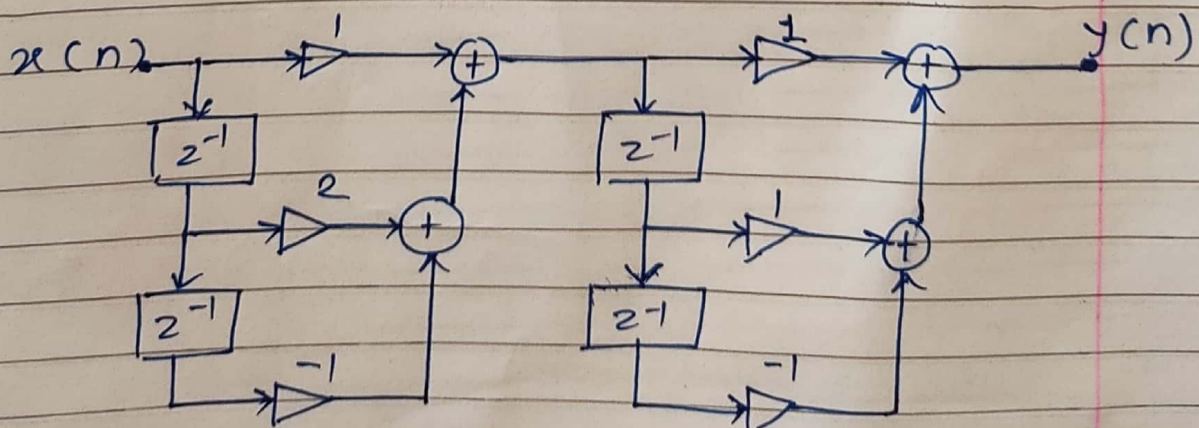 x(n) 1 + 1 + y(n)
z⁻¹ z⁻¹
2 + 1 +
z⁻¹ z⁻¹
-1 -1